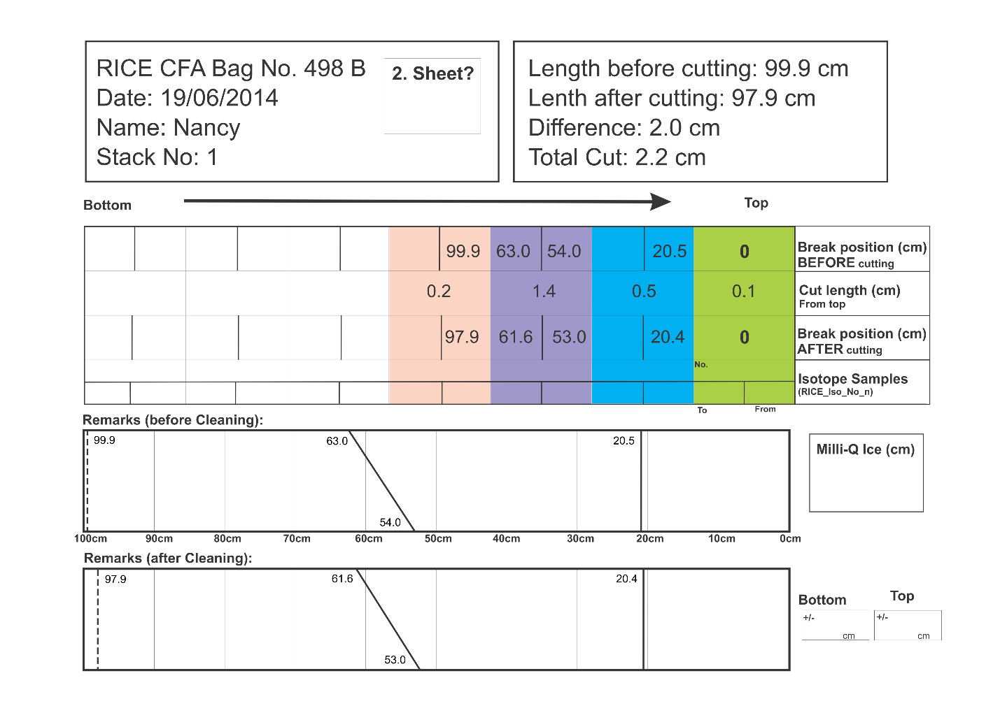 RICE CFA Bag No. 498 B
Date: 19/06/2014
Name: Nancy
Stack No: 1
2. Sheet?
Length before cutting: 99.9 cm
Lenth after cutting: 97.9 cm
Difference: 2.0 cm
Total Cut: 2.2 cm
Bottom
Top
99.9 63.0 54.0 20.5 0 Break position (cm)
BEFORE cutting
0.2 1.4 0.5 0.1 Cut length (cm)
From top
97.9 61.6 53.0 20.4 0 Break position (cm)
AFTER cutting
No.
Isotope Samples
(RICE_Iso_No_n)
To From
Remarks (before Cleaning):
99.9 63.0 20.5
54.0
Milli-Q Ice (cm)
100cm 90cm 80cm 70cm 60cm 50cm 40cm 30cm 20cm 10cm 0cm
Remarks (after Cleaning):
97.9 61.6 20.4
53.0
Bottom Top
+/- +/-
cm cm